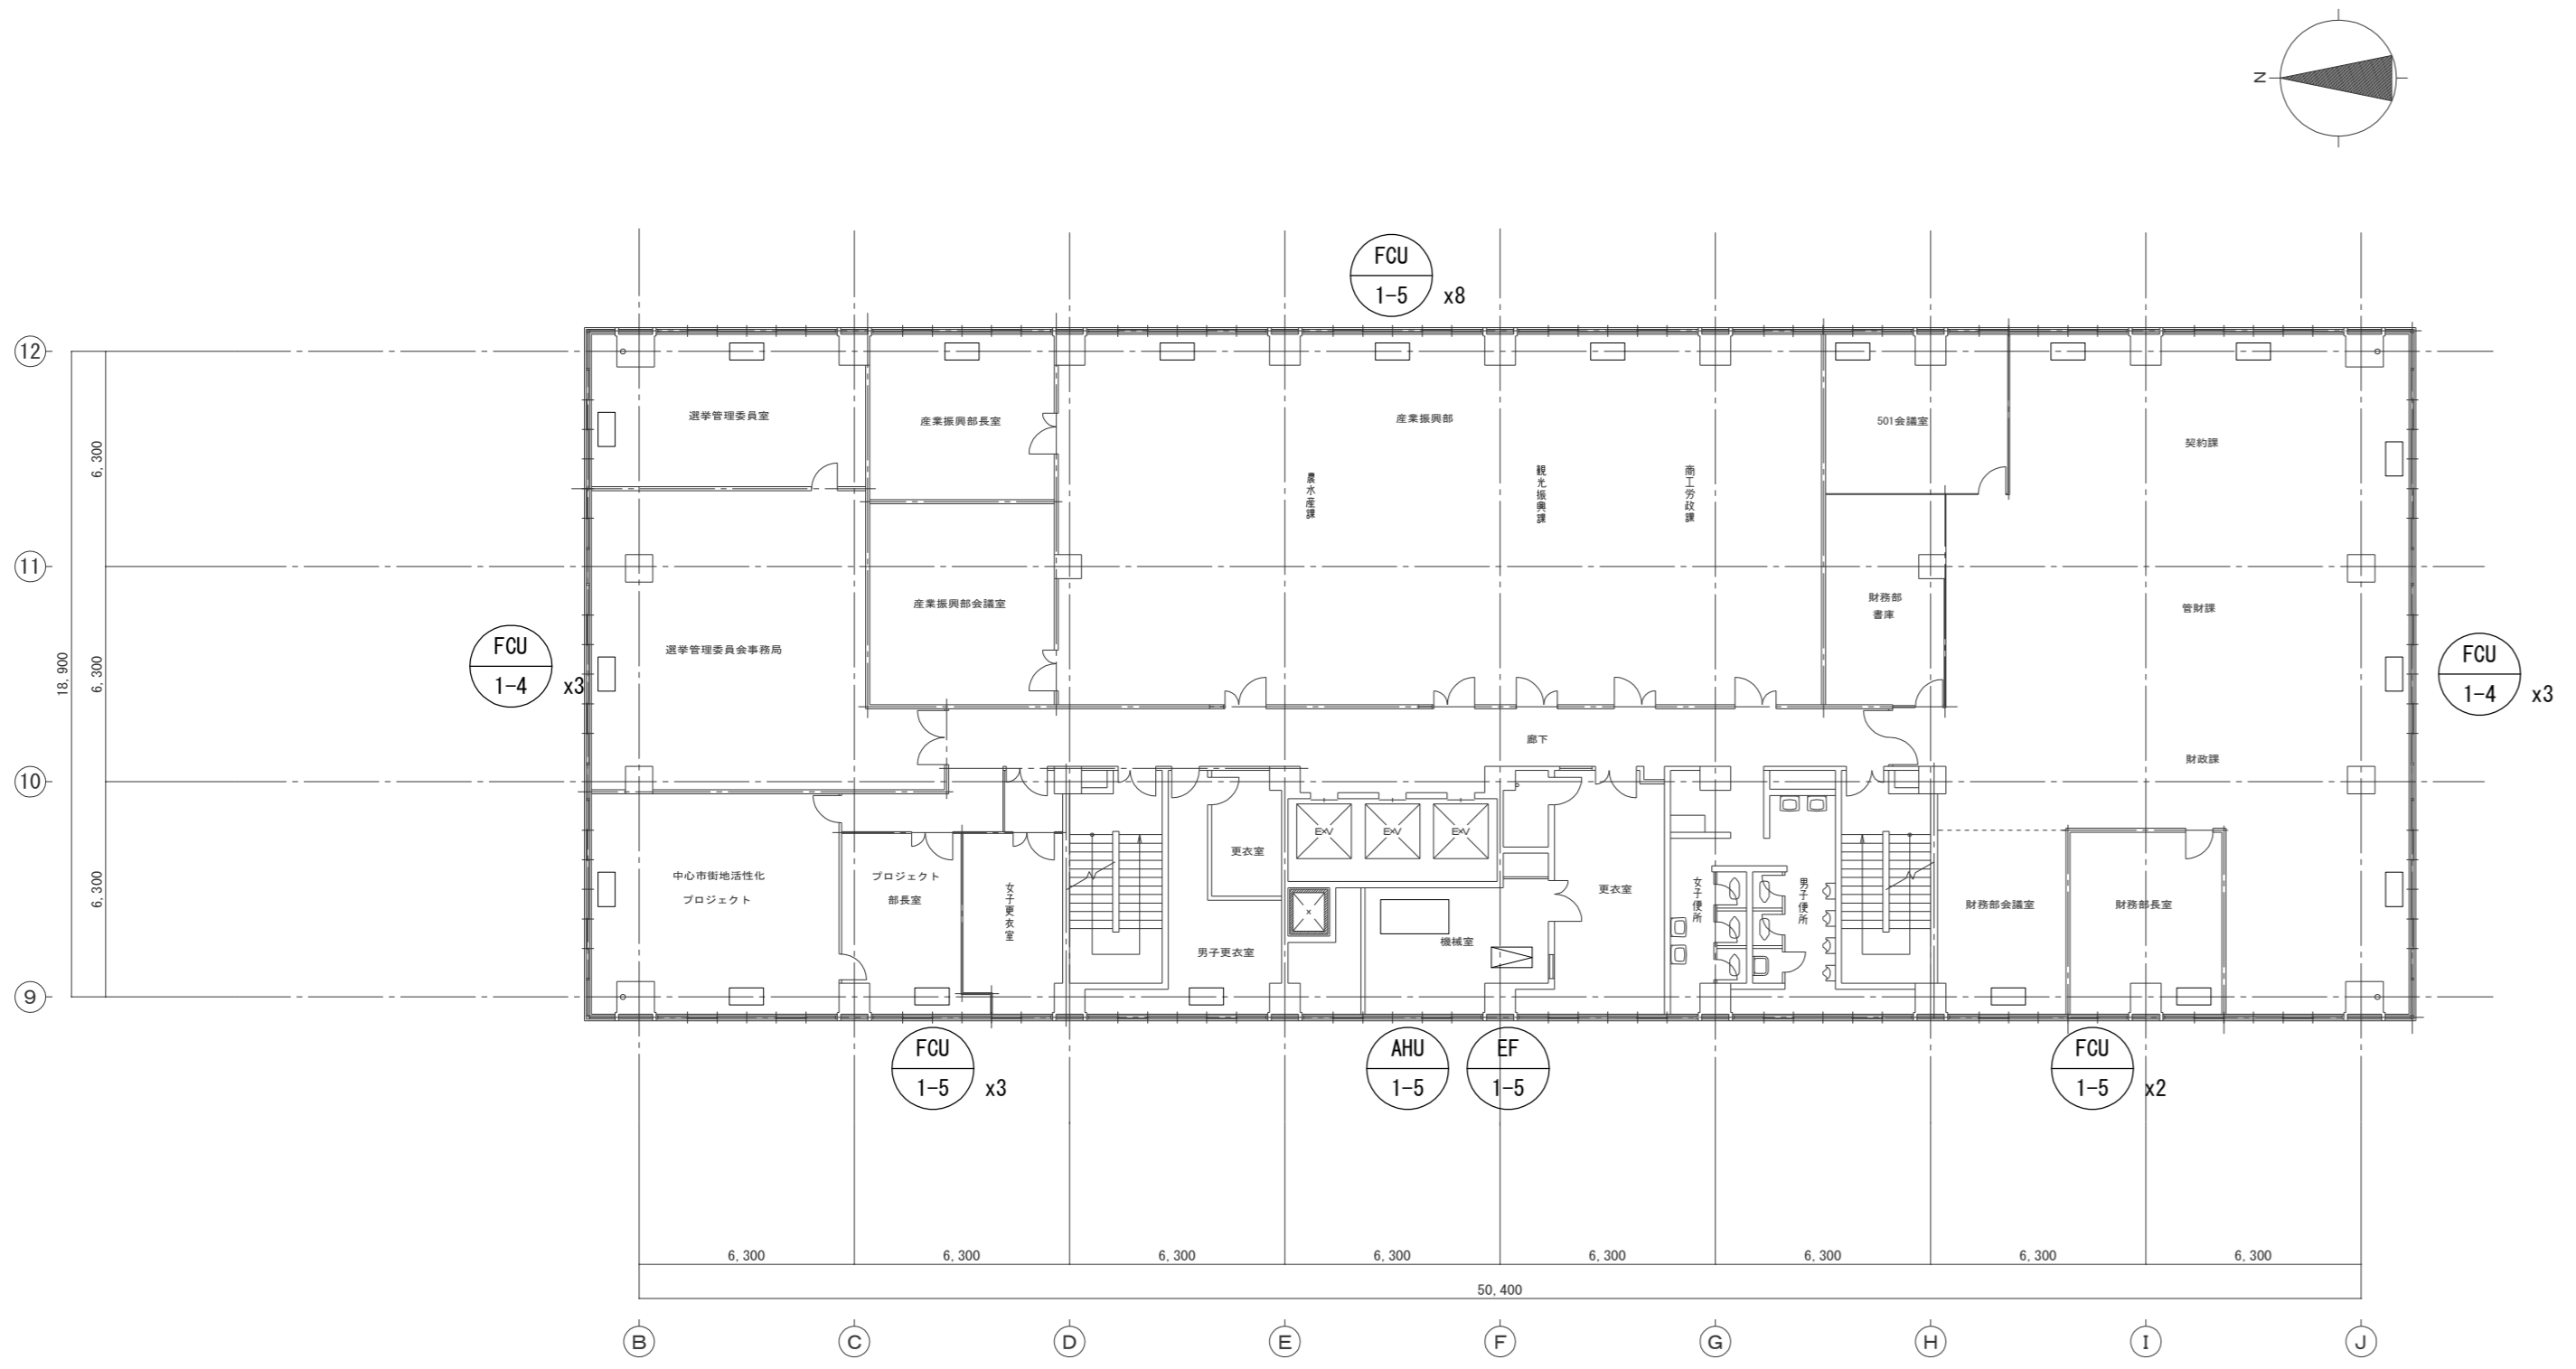 N
FCU
1-5 x8
12
11
10
9
6,300
6,300
6,300
18,900
選挙管理委員室
産業振興部長室
産業振興部
501会議室
契約課
農水産課
観光振興課
商工労政課
産業振興部会議室
財務部
書庫
管財課
選挙管理委員会事務局
FCU
1-4 x3
FCU
1-4 x3
廊下
財政課
EV
EV
EV
更衣室
中心市街地活性化
プロジェクト
プロジェクト
部長室
女子更衣室
男子更衣室
機械室
更衣室
女子便所
男子便所
財務部会議室
財務部長室
FCU
1-5 x3
AHU
1-5
EF
1-5
FCU
1-5 x2
6,300
6,300
6,300
6,300
6,300
6,300
6,300
6,300
50,400
B
C
D
E
F
G
H
I
J